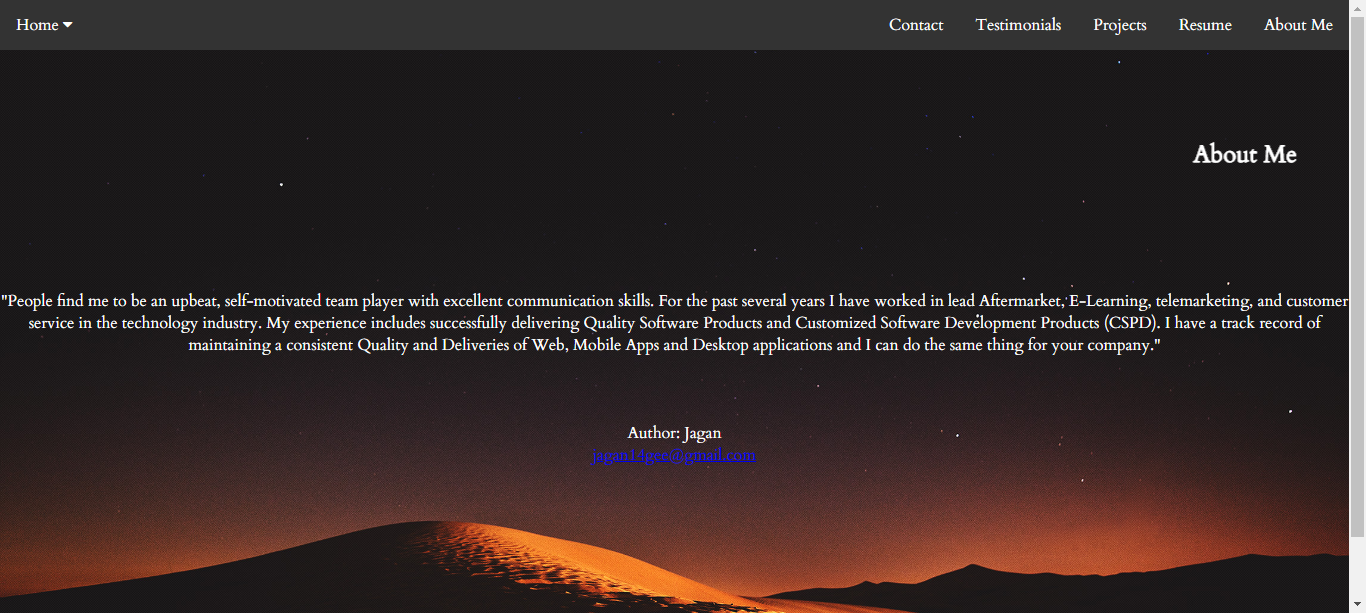 Home
Contact Testimonials Projects Resume About Me
About Me
"People find me to be an upbeat, self-motivated team player with excellent communication skills. For the past several years I have worked in lead Aftermarket, E-Learning, telemarketing, and customer
service in the technology industry. My experience includes successfully delivering Quality Software Products and Customized Software Development Products (CSPD). I have a track record of
maintaining a consistent Quality and Deliveries of Web, Mobile Apps and Desktop applications and I can do the same thing for your company."
Author: Jagan